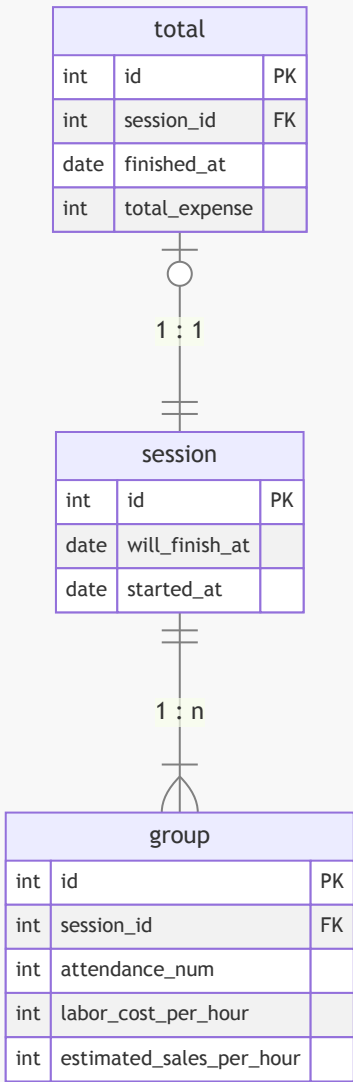 total
int id PK
int session_id FK
date finished_at
int total_expense
1 : 1
session
int id PK
date will_finish_at
date started_at
1 : n
group
int id PK
int session_id FK
int attendance_num
int labor_cost_per_hour
int estimated_sales_per_hour